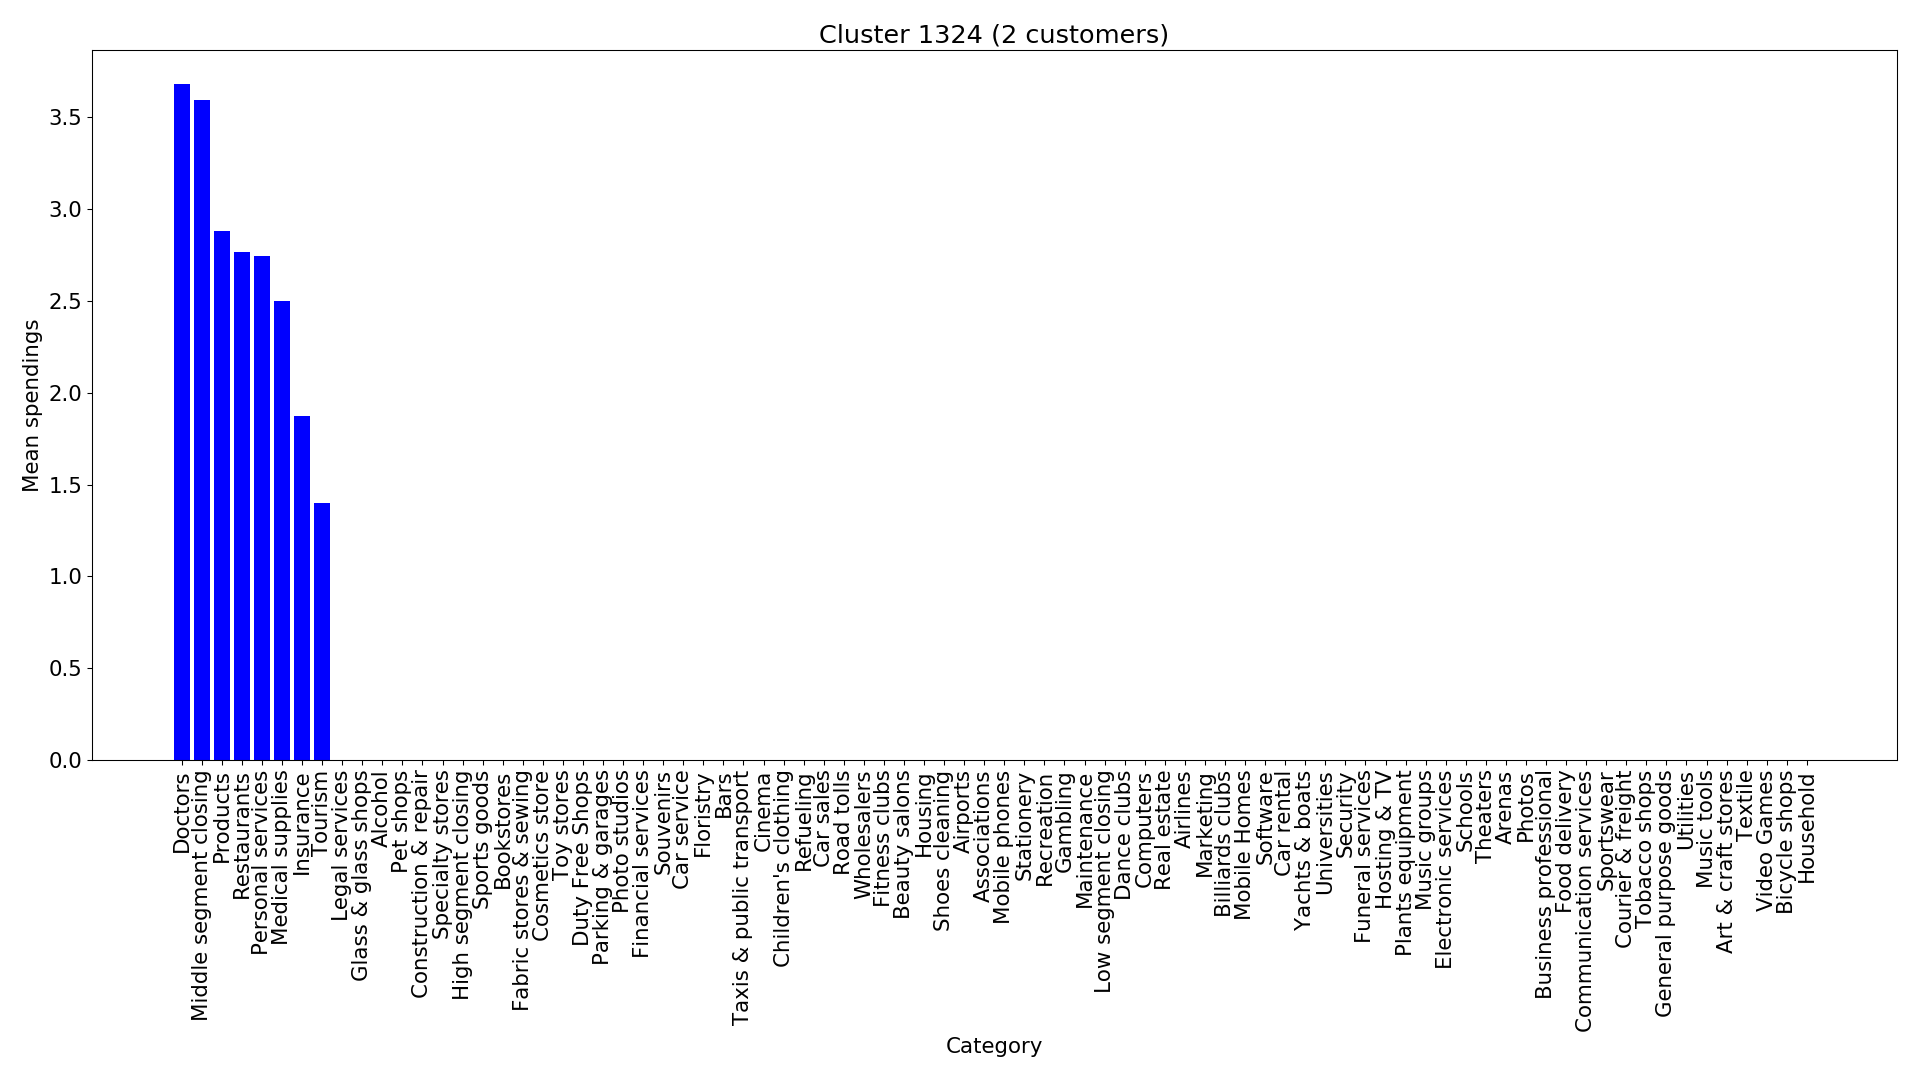 Cluster 1324 (2 customers)
Mean spendings
3.5
3.0
2.5
2.0
1.5
1.0
0.5
0.0
Doctors
Middle segment closing
Products
Restaurants
Personal services
Medical supplies
Insurance
Tourism
Legal services
Glass & glass shops
Alcohol
Pet shops
Construction & repair
Specialty stores
High segment closing
Sports goods
Bookstores
Fabric stores & sewing
Cosmetics store
Toy stores
Duty Free Shops
Parking & garages
Photo studios
Financial services
Souvenirs
Car service
Floristry
Bars
Taxis & public transport
Cinema
Children's clothing
Refueling
Car sales
Road tolls
Wholesalers
Fitness clubs
Beauty salons
Housing
Shoes cleaning
Airports
Associations
Mobile phones
Stationery
Recreation
Gambling
Maintenance
Low segment closing
Dance clubs
Computers
Real estate
Airlines
Marketing
Billiards clubs
Mobile Homes
Software
Car rental
Yachts & boats
Universities
Security
Funeral services
Hosting & TV
Plants equipment
Music groups
Electronic services
Schools
Theaters
Arenas
Photos
Business professional
Food delivery
Communication services
Sportswear
Courier & freight
Tobacco shops
General purpose goods
Utilities
Music tools
Art & craft stores
Textile
Video Games
Bicycle shops
Household
Category